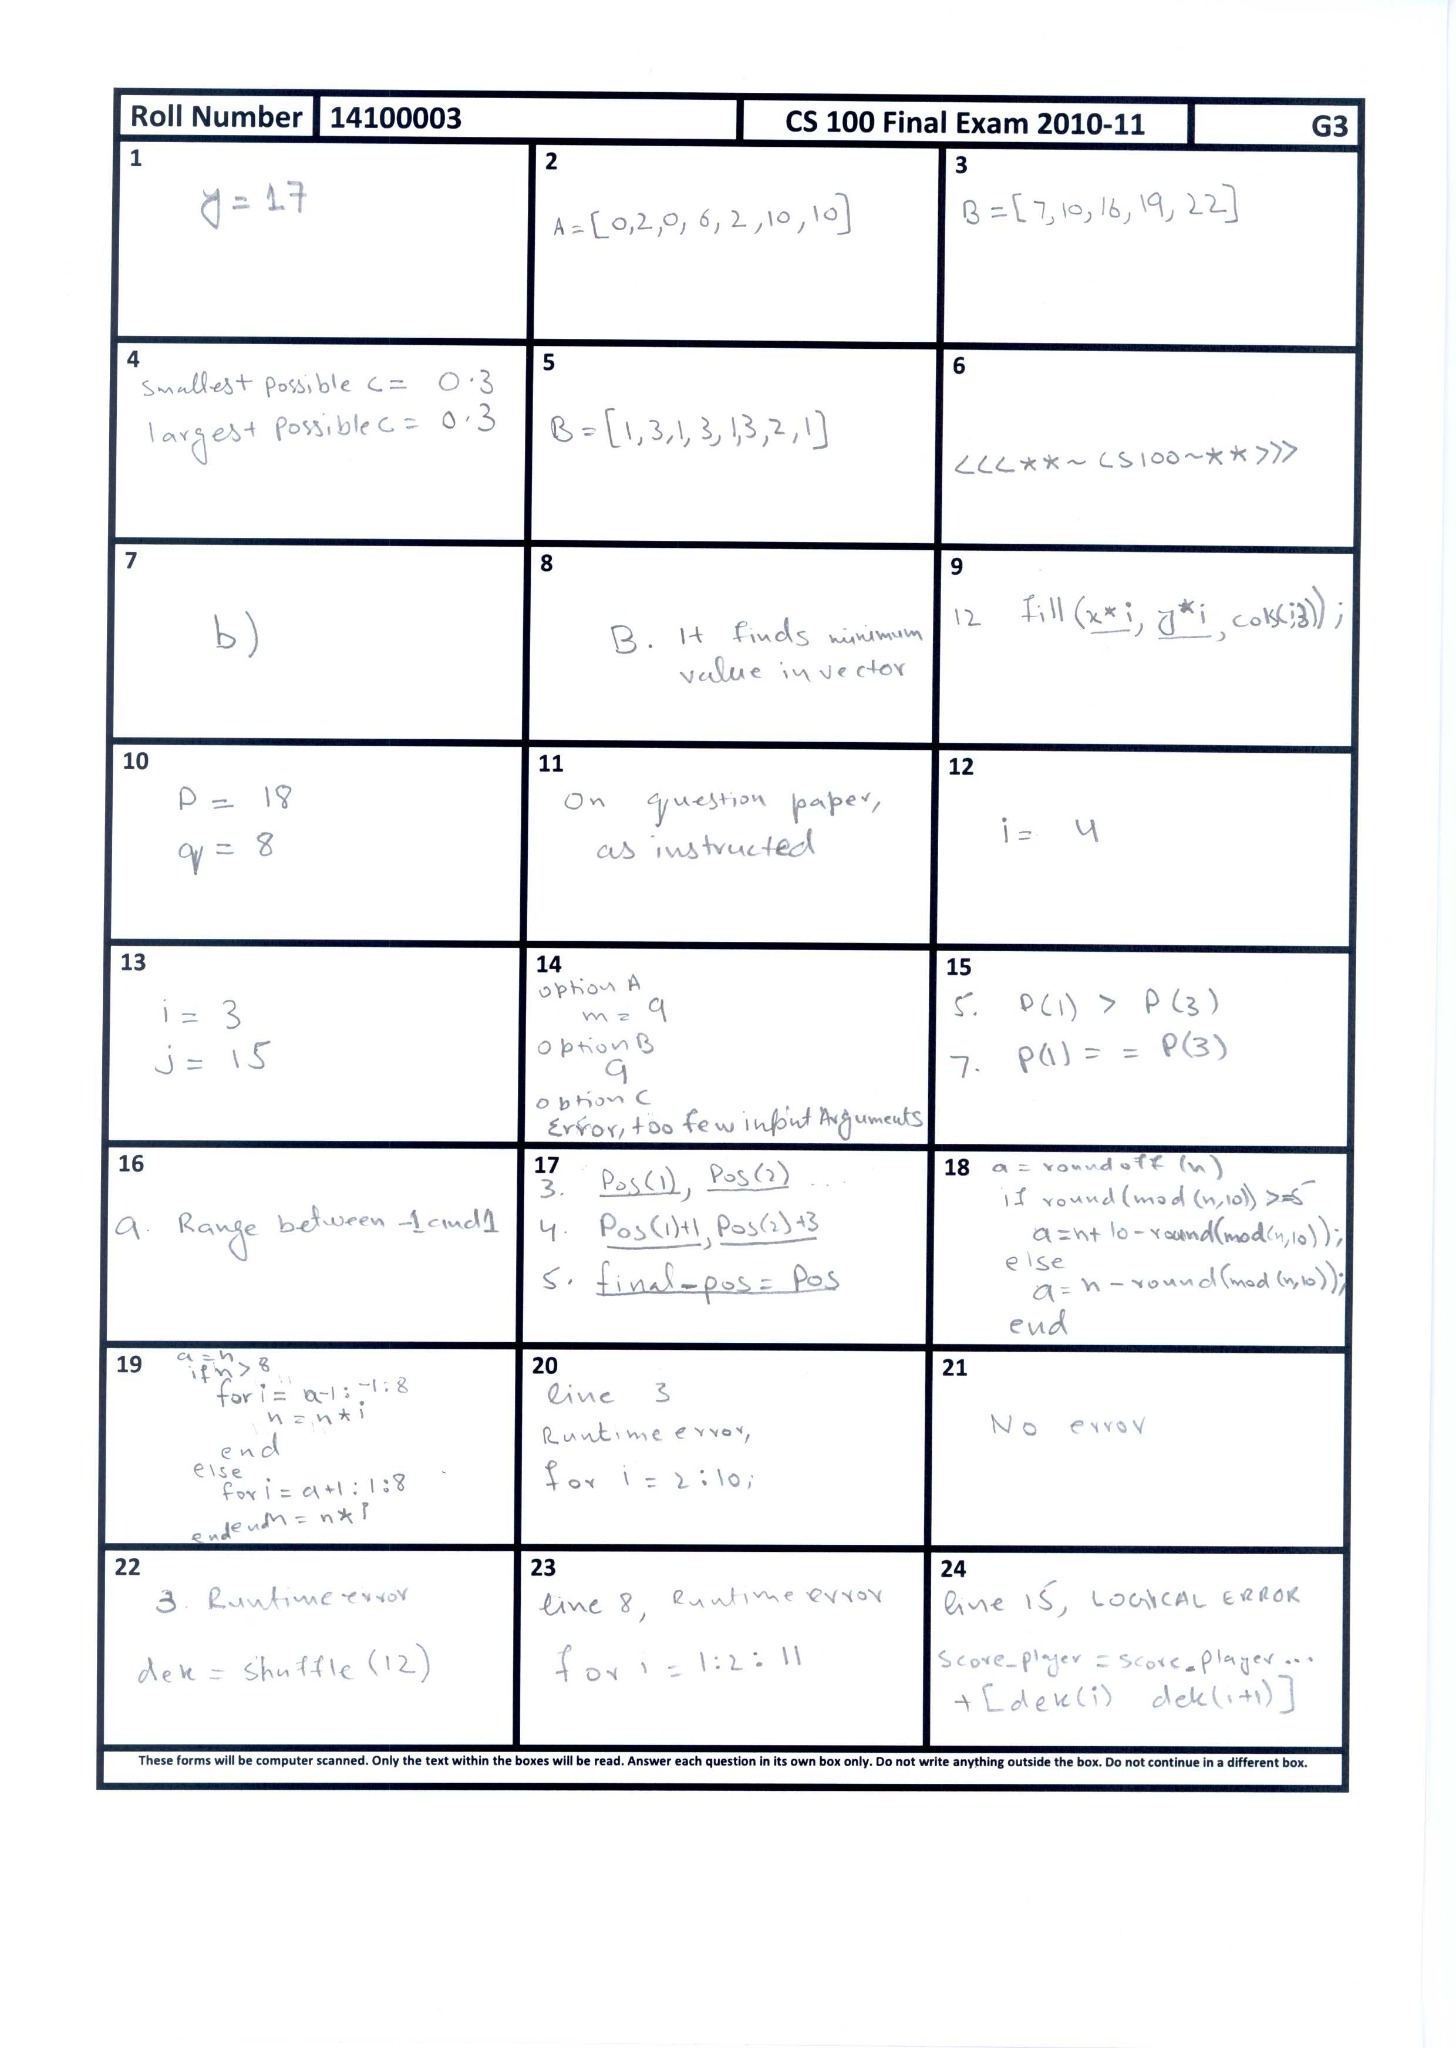 Roll Number 14100003 CS 100 Final Exam 2010-11 G3
1
y = 17
2
A = [0,2,0, 6, 2, 10, 10]
3
B = [7, 10, 16, 19, 22]
4
Smallest possible c = 0.3
largest possible c = 0.3
5
B = [1,3,1,3,1,3,2,1]
6
<<<**~CS100~**>>>
7
b)
8
B. It finds minimum
value in vector
9
12 fill (x*i, y*i,
10
P = 18
q = 8
11
On question paper,
as instructed
12
i = 4
13
i = 3
j = 15
14
option A
m = 9
option B
9
option C
Error, too few input Arguments
15
5. P(1) > P(3)
7. P(1) = = P(3)
16
a. Range between -1 and 1
17
3. Pos(1), Pos(2) ...
4. Pos(1)+1, Pos(2)+3
5. final_pos = Pos
18 a = roundoff (n)
if round(mod(n,10)) >=5
a=n+10-round(mod(n,10));
else
a=n-round(mod(n,10));
end
19 a = n
if n > 8
for i = a-1: -1:8
n = n*i
end
else
for i = a+1:1:8
n = n*i
end end
20
line 3
Runtime error,
for i = 2:10;
21
No error
22
3. Runtime error
dek = shuffle (12)
23
line 8, Runtime error
for i = 1:2:11
24
line 15, LOGICAL ERROR
score_player = score_player ...
+ [dek(i) dek(i+1)]
These forms will be computer scanned. Only the text within the boxes will be read. Answer each question in its own box only. Do not write anything outside the box. Do not continue in a different box.